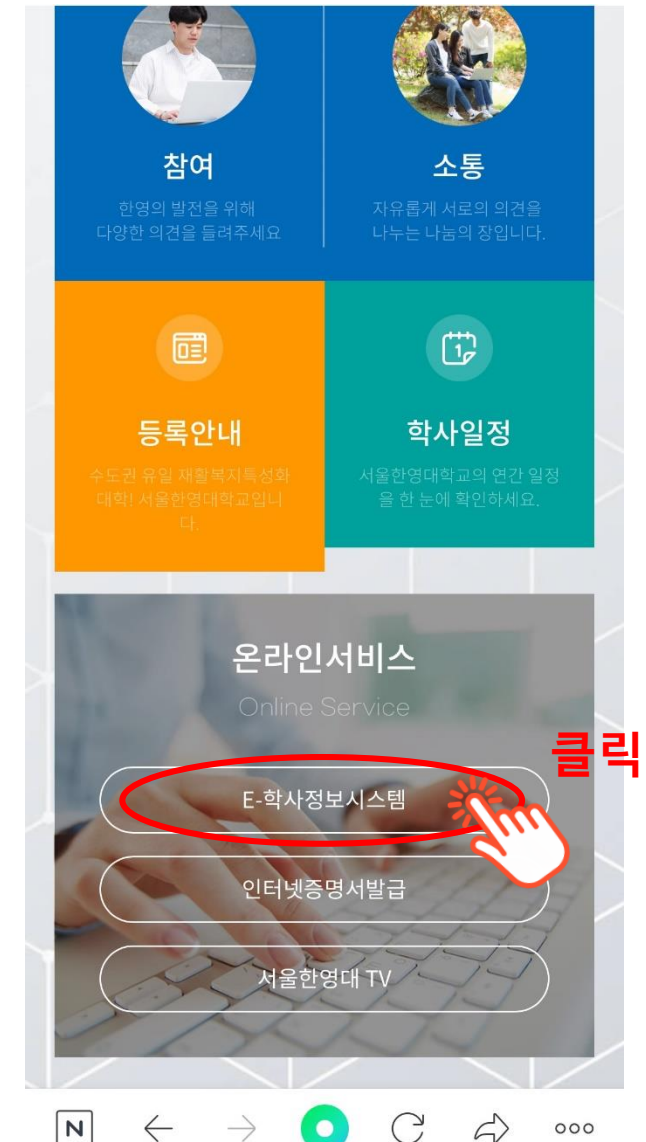 참여
한영의 발전을 위해
다양한 의견을 들려주세요
소통
자유롭게 서로의 의견을
나누는 나눔의 장입니다.
등록안내
수도권 유일 재활복지특성화
대학! 서울한영대학교입니
다.
학사일정
서울한영대학교의 연간 일정
을 한 눈에 확인하세요.
온라인서비스
Online Service
클릭
E-학사정보시스템
인터넷증명서발급
서울한영대 TV
N